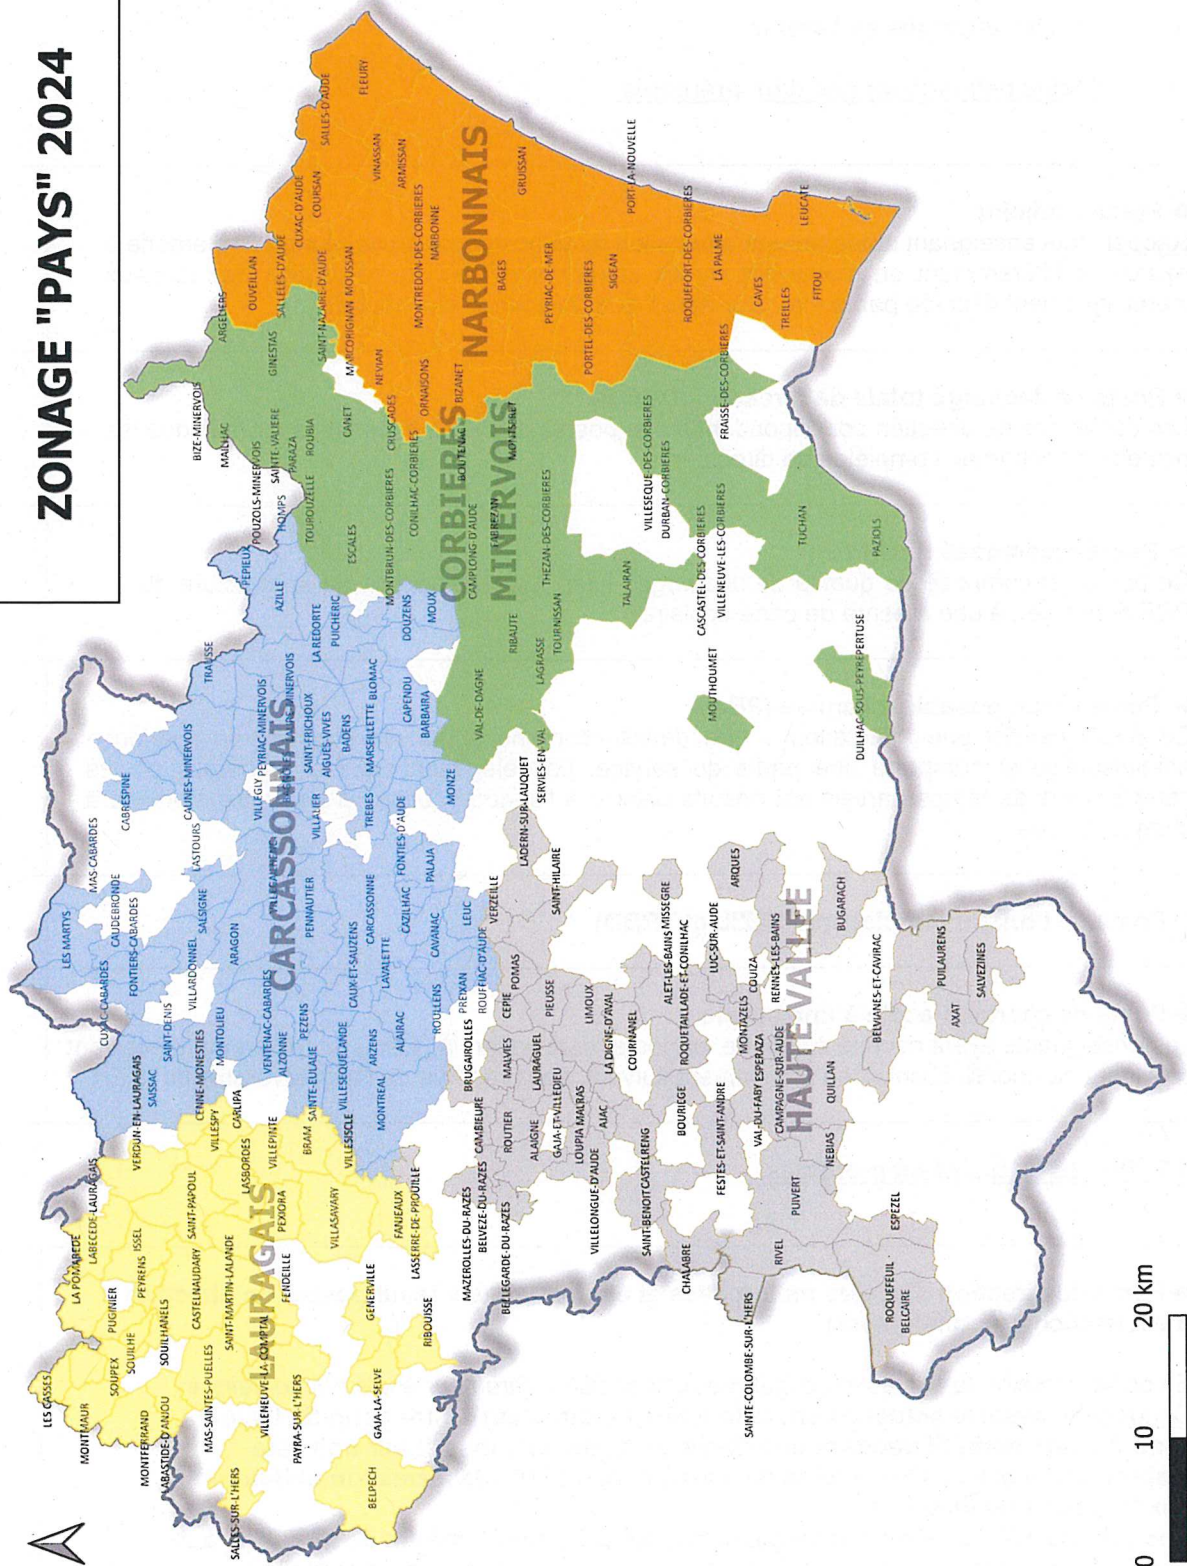 ZONAGE "PAYS" 2024
LAURAGAIS
CARCASSONNAIS
CORBIERES
MINERVOIS
NARBONNAIS
HAUTE VALLEE
LES CASSES
MONTMAUR
MONTFERRAND
LABASTIDE-D'ANJOU
SOUPEX
SOUILHE
SOUILHANELS
PUGINIER
LA POMAREDE
LABECEDE-LAURAGAIS
PEYRENS
ISSEL
CASTELNAUDARY
SAINT-PAPOUL
SAINT-MARTIN-LALANDE
MAS-SAINTES-PUELLES
VILLENEUVE-LA-COMPTAL
FENDEILLE
PAYRA-SUR-L'HERS
SALLES-SUR-L'HERS
BELPECH
GAJA-LA-SELVE
GENERVILLE
RIBOUISSE
LASBORDES
PEXIORA
VILLEPINTE
VILLESPY
CARLIPA
CENNE-MONESTIES
VERDUN-EN-LAURAGAIS
BRAM
VILLASAVARY
VILLESISCLE
FANJEAUX
LASSERRE-DE-PROUILLE
SAISSAC
SAINT-DENIS
CUXAC-CABARDES
FONTIERS-CABARDES
CAUDEBRONDE
LES MARTYS
MAS-CABARDES
CABRESPINE
LASTOURS
SALSIGNE
VILLARDONNEL
MONTOLIEU
ARAGON
VENTENAC-CABARDES
ALZONNE
PEZENS
SAINTE-EULALIE
VILLESEQUELANDE
CAUX-ET-SAUZENS
PENNAUTIER
CARCASSONNE
LAVALETTE
ARZENS
ALAIRAC
MONTREAL
ROULLENS
CAVANAC
CAZILHAC
PALAJA
FONTIES-D'AUDE
LEUC
PREIXAN
ROUFFIAC-D'AUDE
VERZEILLE
VILLALIER
VILLEGLY
CAUNES-MINERVOIS
TRAUSSE
PEYRIAC-MINERVOIS
SAINT-FRICHOUX
AIGUES-VIVES
BADENS
TREBES
MARSEILLETTE
BLOMAC
CAPENDU
BARBAIRA
MONZE
DOUZENS
MOUX
LA REDORTE
PUICHERIC
AZILLE
PEPIEUX
HOMPS
POUZOLS-MINERVOIS
MAILHAC
BIZE-MINERVOIS
ARGELIERS
SAINTE-VALIERE
PARAZA
ROUBIA
TOUROUZELLE
GINESTAS
SAINT-NAZAIRE-D'AUDE
CANET
ESCALES
MONTBRUN-DES-CORBIERES
CONILHAC-CORBIERES
CRUSCADES
CAMPLONG-D'AUDE
FABREZAN
BOUTENAC
MONTSERET
THEZAN-DES-CORBIERES
RIBAUTE
LAGRASSE
TOURNISSAN
TALAIRAN
VAL-DE-DAGNE
SERVIES-EN-VAL
VILLESEQUE-DES-CORBIERES
DURBAN-CORBIERES
FRAISSE-DES-CORBIERES
CASCASTEL-DES-CORBIERES
VILLENEUVE-LES-CORBIERES
MOUTHOUMET
TUCHAN
PAZIOLS
DUILHAC-SOUS-PEYREPERTUSE
OUVEILLAN
SALLELES-D'AUDE
CUXAC-D'AUDE
COURSAN
SALLES-D'AUDE
FLEURY
VINASSAN
ARMISSAN
MOUSSAN
MARCORIGNAN
NEVIAN
MONTREDON-DES-CORBIERES
NARBONNE
ORNAISONS
BIZANET
BAGES
GRUISSAN
PEYRIAC-DE-MER
PORTEL-DES-CORBIERES
SIGEAN
PORT-LA-NOUVELLE
ROQUEFORT-DES-CORBIERES
LA PALME
CAVES
TREILLES
LEUCATE
FITOU
LADERN-SUR-LAUQUET
SAINT-HILAIRE
BRUGAIROLLES
CEPIE
POMAS
MALVIES
PIEUSSE
CAMBIEURE
ROUTIER
LAURAGUEL
ALAIGNE
GAJA-ET-VILLEDIEU
LIMOUX
LOUPIA
MALRAS
LA DIGNE-D'AVAL
AJAC
COURNANEL
MAZEROLLES-DU-RAZES
BELVEZE-DU-RAZES
BELLEGARDE-DU-RAZES
VILLELONGUE-D'AUDE
CASTELRENG
SAINT-BENOIT
BOURIEGE
ROQUETAILLADE-ET-CONILHAC
ALET-LES-BAINS
MISSEGRE
LUC-SUR-AUDE
ARQUES
FESTES-ET-SAINT-ANDRE
CHALABRE
SAINTE-COLOMBE-SUR-L'HERS
RIVEL
PUIVERT
NEBIAS
VAL-DU-FABY
ESPERAZA
MONTAZELS
COUIZA
CAMPAGNE-SUR-AUDE
RENNES-LES-BAINS
BUGARACH
QUILLAN
BELVIANES-ET-CAVIRAC
ESPEZEL
ROQUEFEUIL
BELCAIRE
AXAT
PUILAURENS
SALVEZINES
0 10 20 km